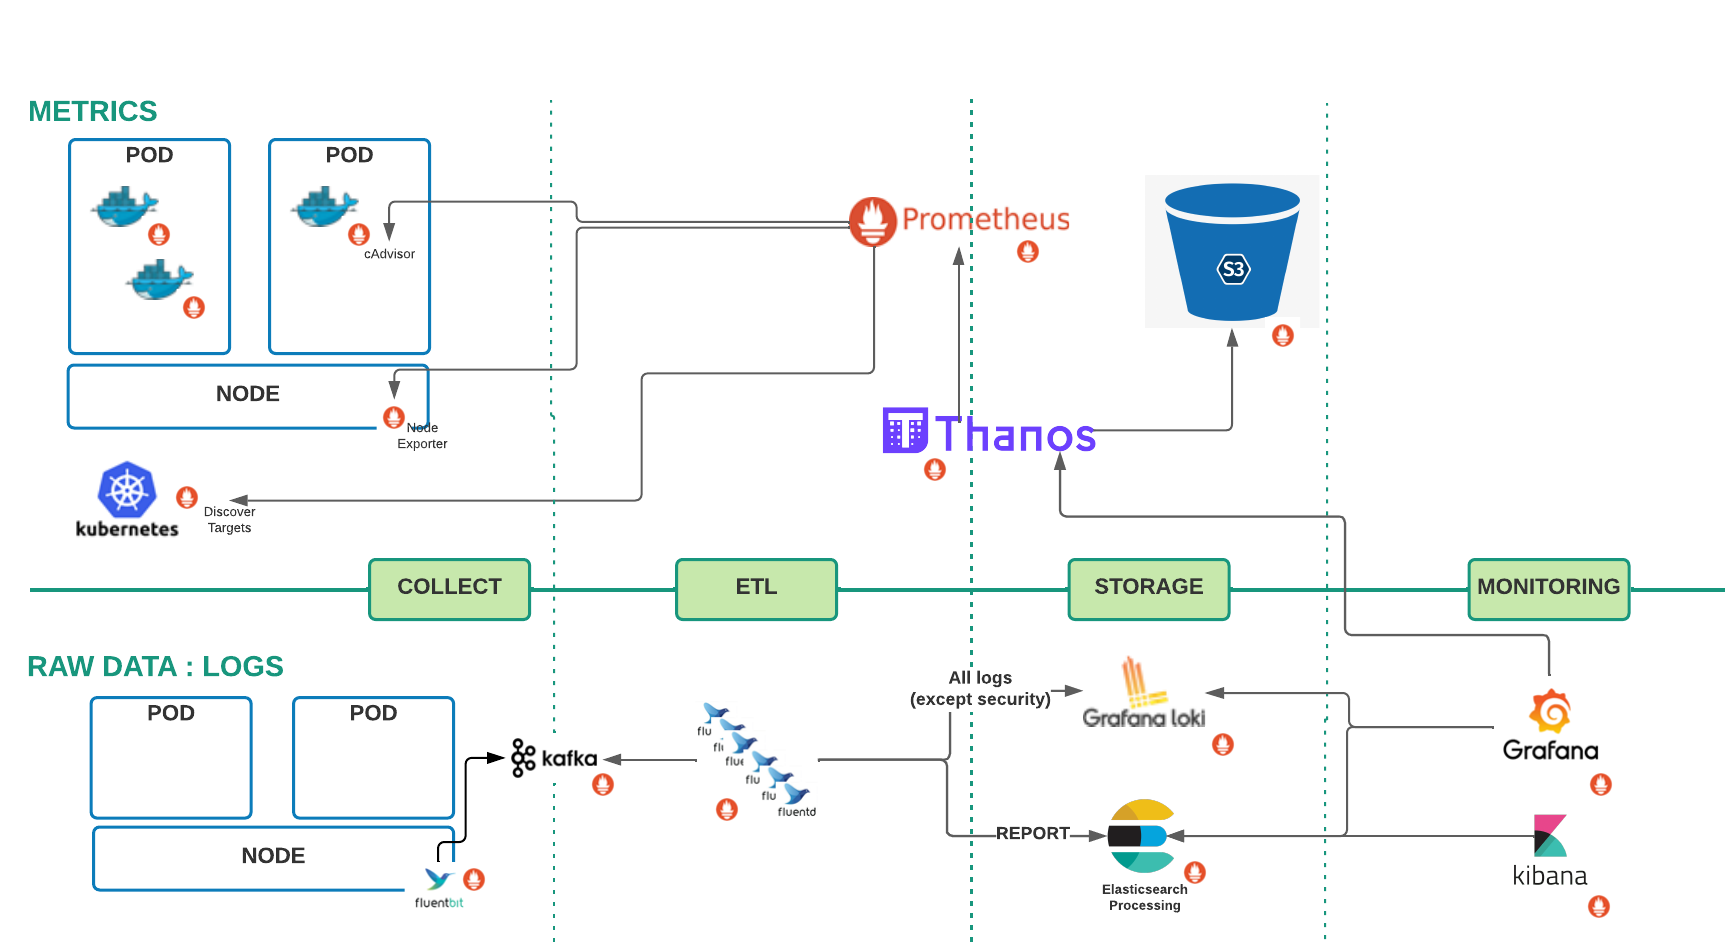 METRICS
POD
POD
cAdvisor
Prometheus
S3
NODE
Node
Exporter
Thanos
kubernetes
Discover
Targets
COLLECT
ETL
STORAGE
MONITORING
RAW DATA : LOGS
POD
POD
All logs
(except security)
Grafana loki
Grafana
kafka
flu
flu
flue
flu
flu
fluentd
REPORT
NODE
fluentbit
Elasticsearch
Processing
kibana